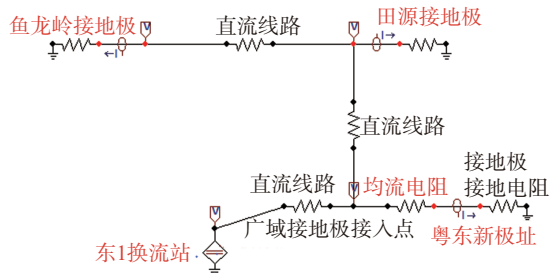 鱼龙岭接地极
V
直流线路
V
田源接地极
←I
I→
直流线路
接地极
接地电阻
直流线路
V
均流电阻
V
广域接地极接入点
I→
粤东新极址
东1换流站